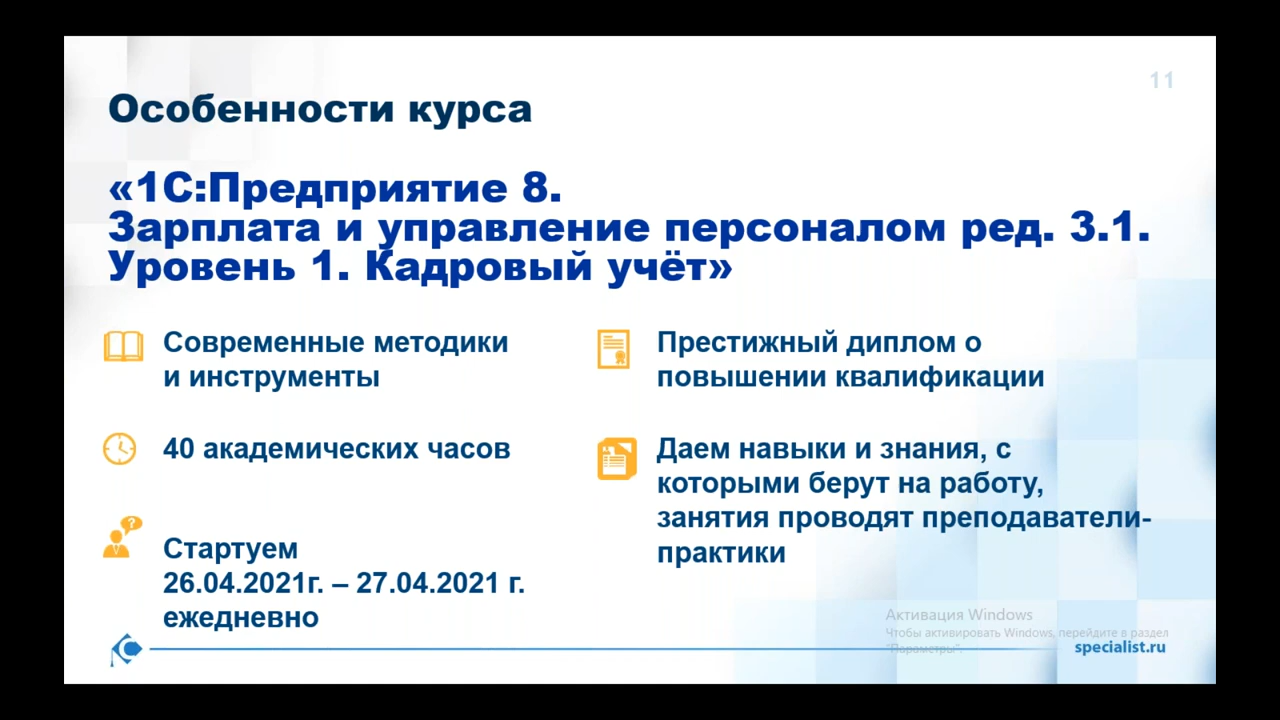 11
Особенности курса
«1С:Предприятие 8.
Зарплата и управление персоналом ред. 3.1.
Уровень 1. Кадровый учёт»
Современные методики
и инструменты
40 академических часов
Стартуем
26.04.2021г. – 27.04.2021 г.
ежедневно
Престижный диплом о
повышении квалификации
Даем навыки и знания, с
которыми берут на работу,
занятия проводят преподаватели-
практики
Активация Windows
Чтобы активировать Windows, перейдите в раздел
"Параметры".
specialist.ru